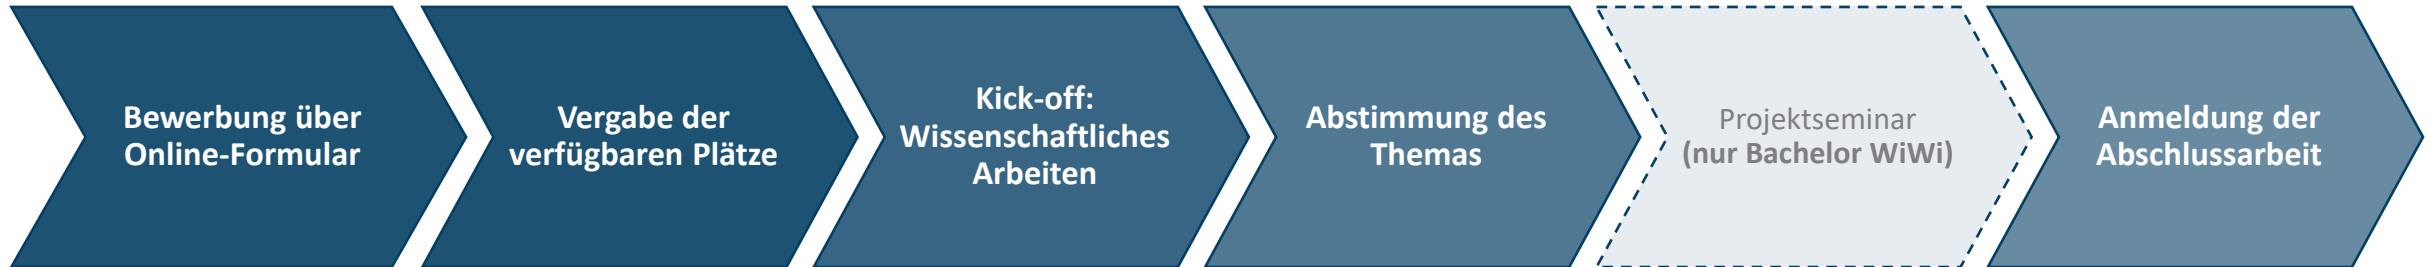 Bewerbung über
Online-Formular
Vergabe der
verfügbaren Plätze
Kick-off:
Wissenschaftliches
Arbeiten
Abstimmung des
Themas
Projektseminar
(nur Bachelor WiWi)
Anmeldung der
Abschlussarbeit